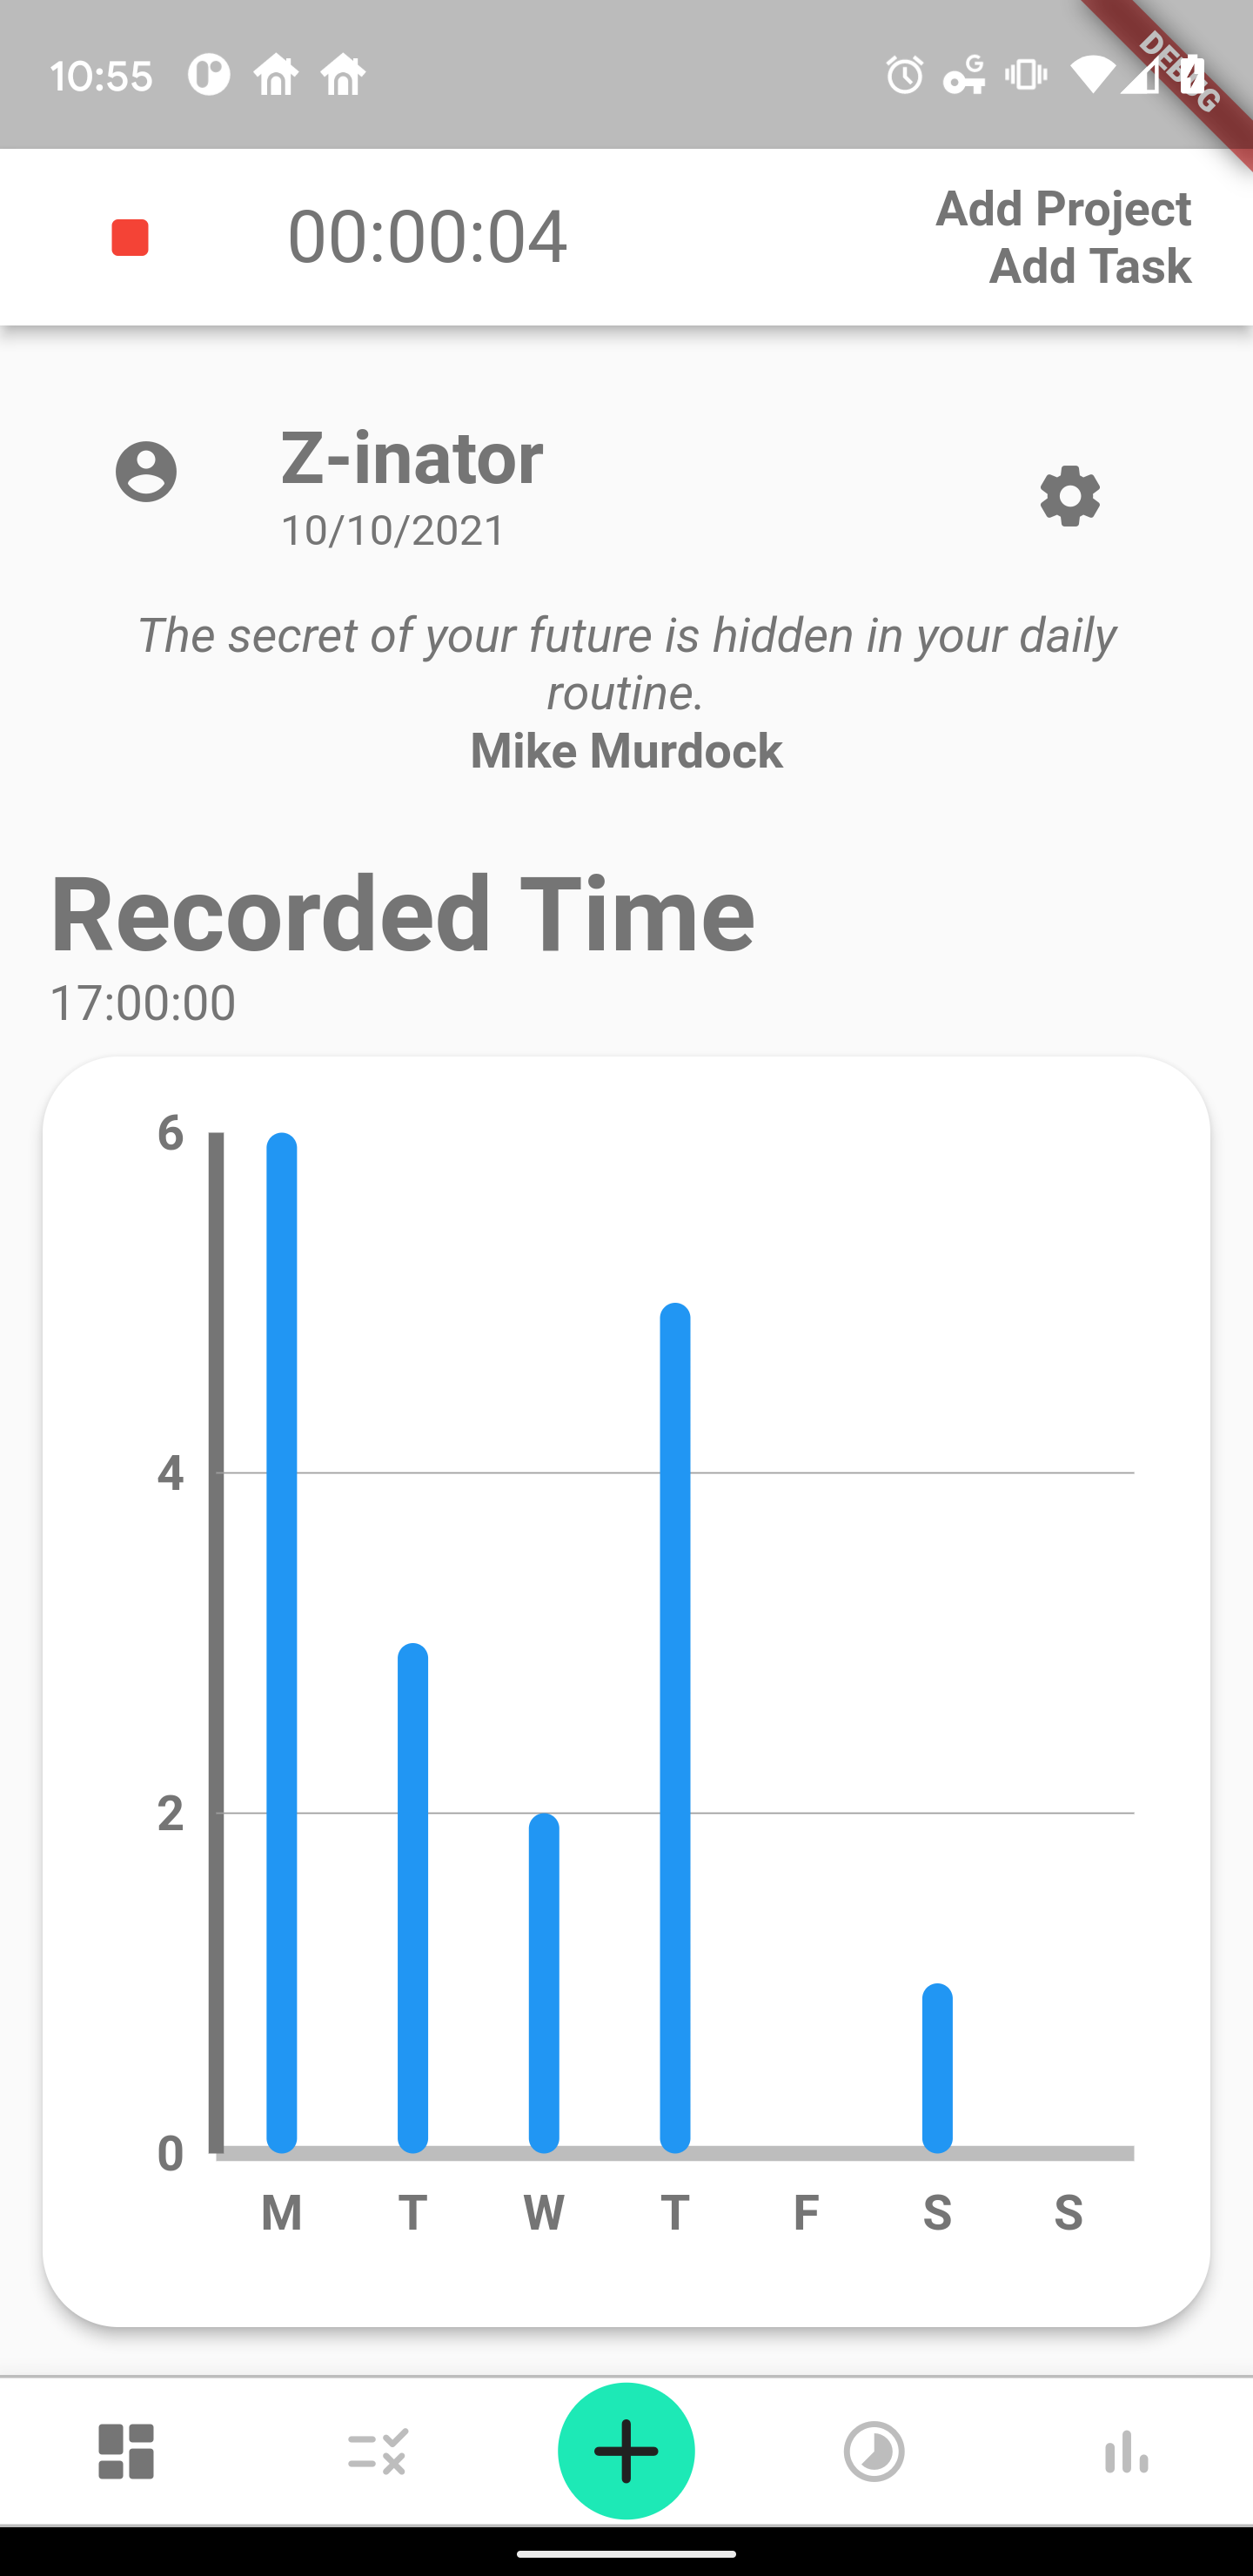 10:55
G
DEBUG
00:00:04
Add Project
Add Task
Z-inator
10/10/2021
The secret of your future is hidden in your daily
routine.
Mike Murdock
Recorded Time
17:00:00
6
4
2
0
M T W T F S S